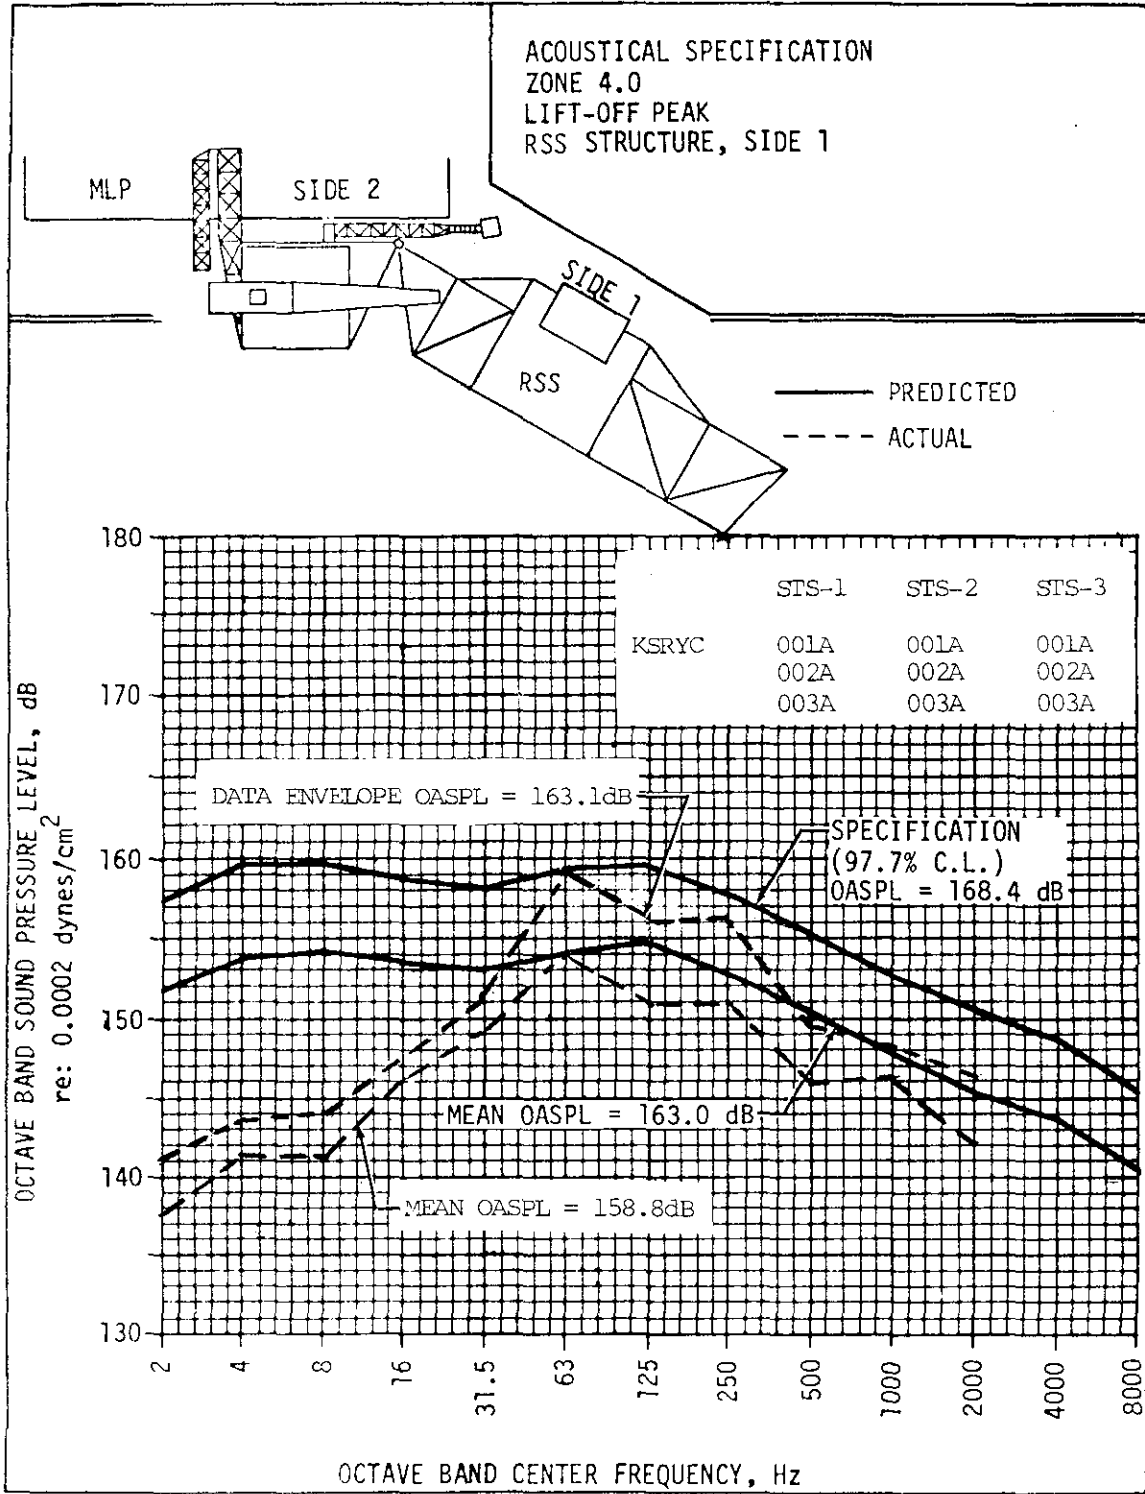 ACOUSTICAL SPECIFICATION
ZONE 4.0
LIFT-OFF PEAK
RSS STRUCTURE, SIDE 1
MLP
SIDE 2
SIDE 1
RSS
PREDICTED
ACTUAL
STS-1 STS-2 STS-3
KSRYC 001A 001A 001A
002A 002A 002A
003A 003A 003A
DATA ENVELOPE OASPL = 163.1dB
SPECIFICATION
(97.7% C.L.)
OASPL = 168.4 dB
MEAN OASPL = 163.0 dB
MEAN OASPL = 158.8dB
OCTAVE BAND SOUND PRESSURE LEVEL, dB
re: 0.0002 dynes/cm²
180
170
160
150
140
130
2 4 8 16 31.5 63 125 250 500 1000 2000 4000 8000
OCTAVE BAND CENTER FREQUENCY, Hz